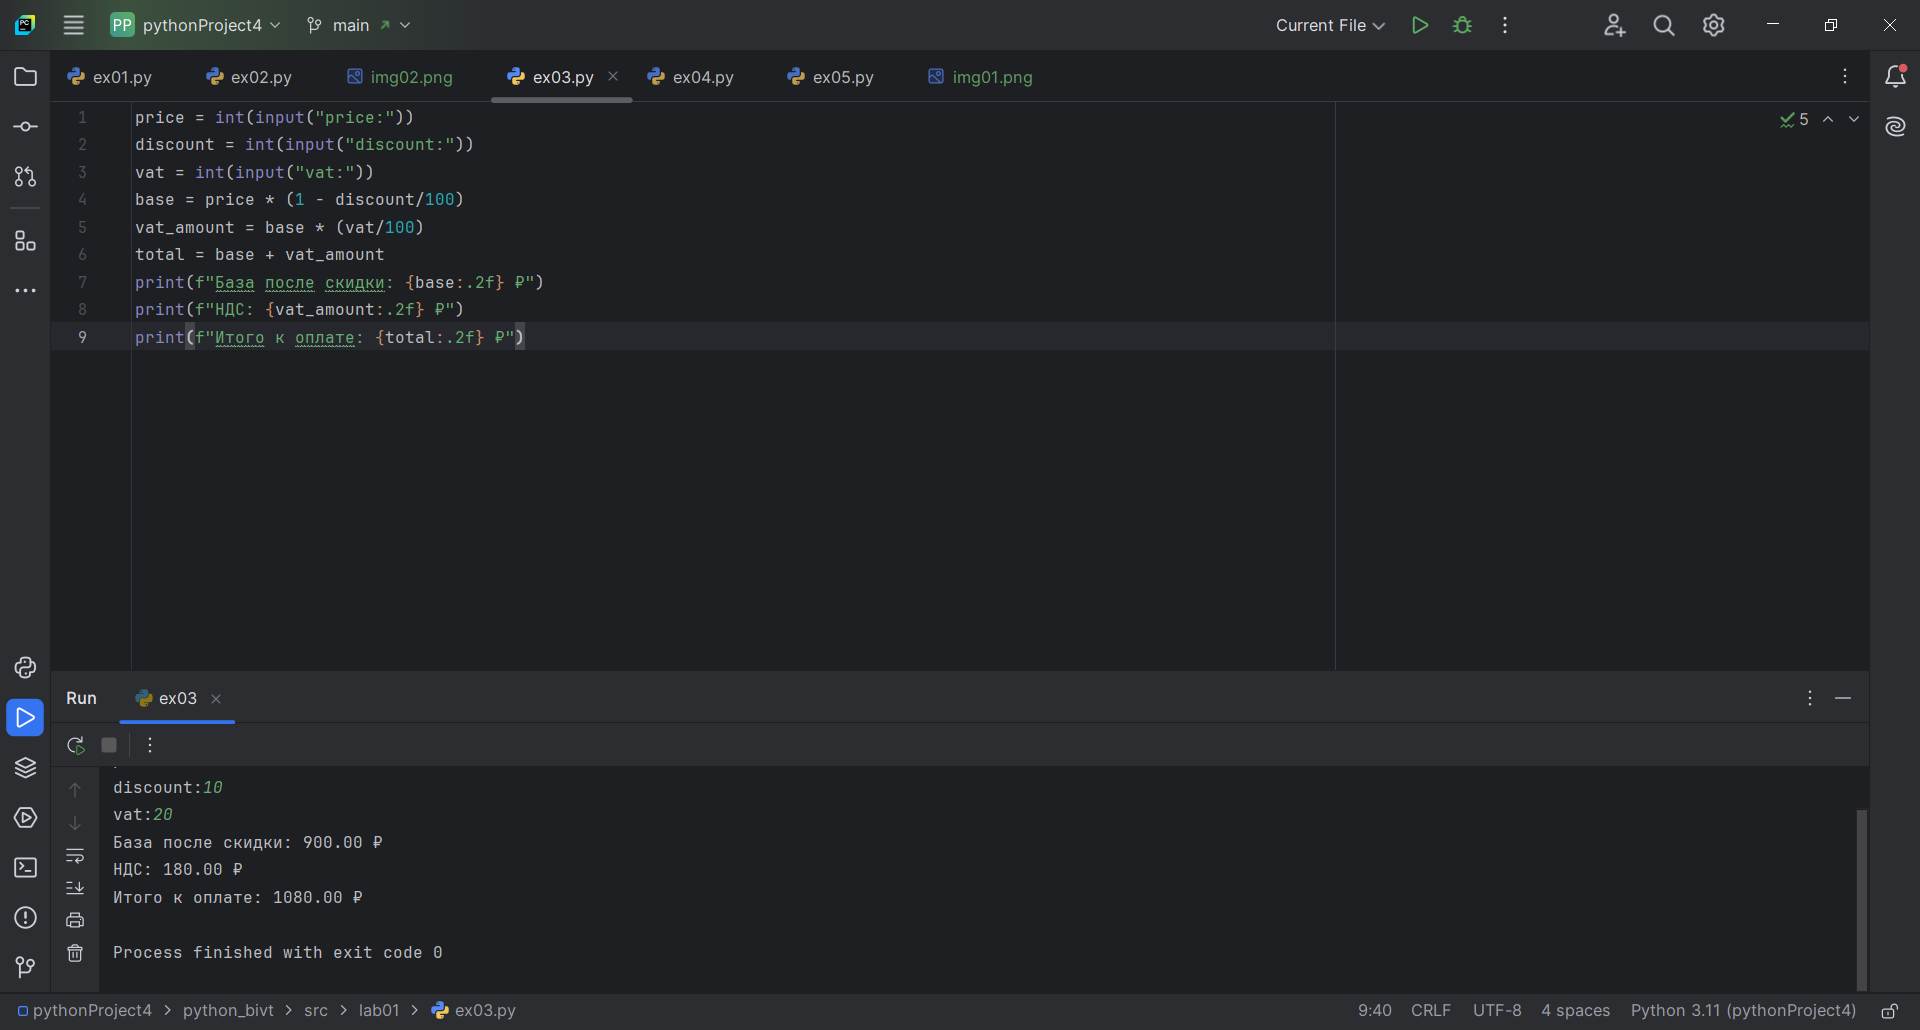 PP pythonProject4 main Current File
ex01.py ex02.py img02.png ex03.py ex04.py ex05.py img01.png
1 price = int(input("price:"))
2 discount = int(input("discount:"))
3 vat = int(input("vat:"))
4 base = price * (1 - discount/100)
5 vat_amount = base * (vat/100)
6 total = base + vat_amount
7 print(f"База после скидки: {base:.2f} ₽")
8 print(f"НДС: {vat_amount:.2f} ₽")
9 print(f"Итого к оплате: {total:.2f} ₽")
5
Run ex03
discount:10
vat:20
База после скидки: 900.00 ₽
НДС: 180.00 ₽
Итого к оплате: 1080.00 ₽
Process finished with exit code 0
pythonProject4 > python_bivt > src > lab01 > ex03.py 9:40 CRLF UTF-8 4 spaces Python 3.11 (pythonProject4)